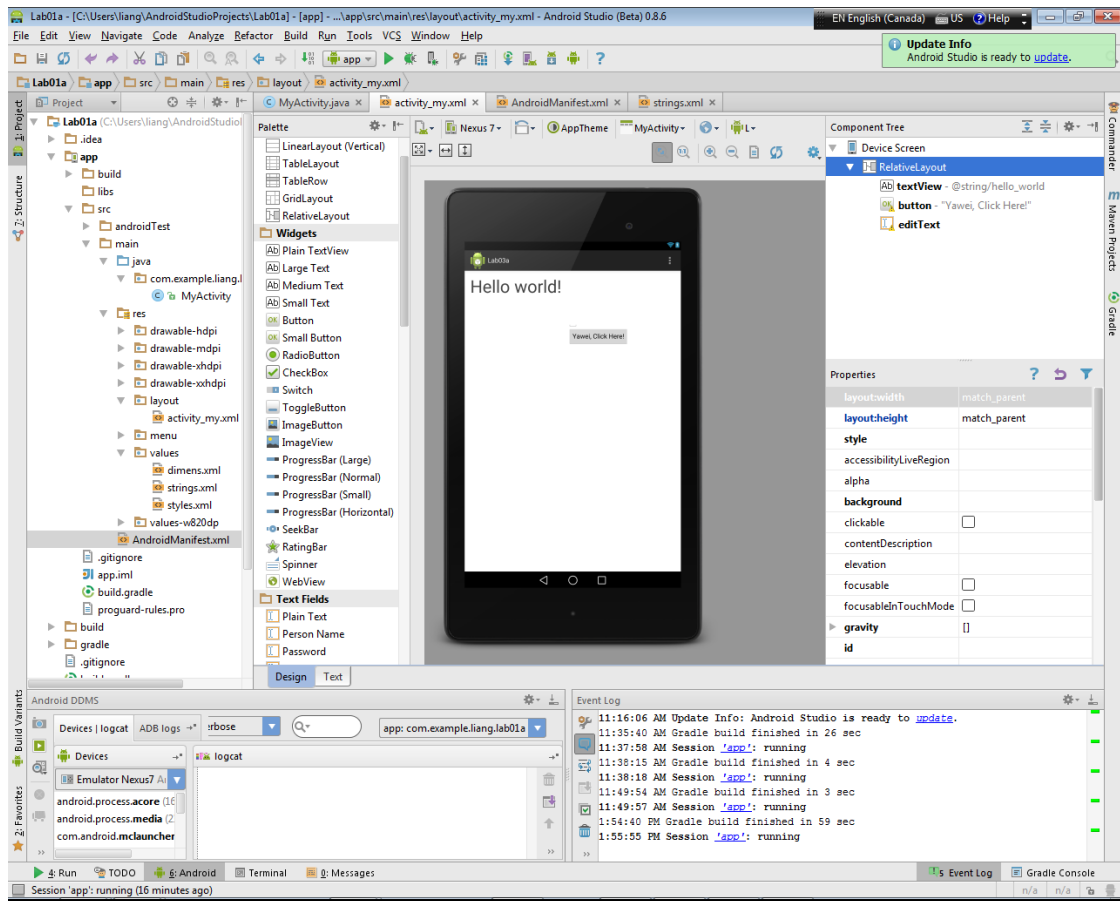 Lab01a - [C:\Users\liang\AndroidStudioProjects\Lab01a] - [app] - ...\app\src\main\res\layout\activity_my.xml - Android Studio (Beta) 0.8.6
EN English (Canada) US Help
File Edit View Navigate Code Analyze Refactor Build Run Tools VCS Window Help
Update Info
Android Studio is ready to update.
app
Lab01a app src main res layout activity_my.xml
Project
MyActivity.java activity_my.xml AndroidManifest.xml strings.xml
1: Project
Z: Structure
Build Variants
2: Favorites
Lab01a (C:\Users\liang\AndroidStudiol
.idea
app
build
libs
src
androidTest
main
java
com.example.liang.l
MyActivity
res
drawable-hdpi
drawable-mdpi
drawable-xhdpi
drawable-xxhdpi
layout
activity_my.xml
menu
values
dimens.xml
strings.xml
styles.xml
values-w820dp
AndroidManifest.xml
.gitignore
app.iml
build.gradle
proguard-rules.pro
build
gradle
.gitignore
Palette
LinearLayout (Vertical)
TableLayout
TableRow
GridLayout
RelativeLayout
Widgets
Plain TextView
Large Text
Medium Text
Small Text
Button
Small Button
RadioButton
CheckBox
Switch
ToggleButton
ImageButton
ImageView
ProgressBar (Large)
ProgressBar (Normal)
ProgressBar (Small)
ProgressBar (Horizontal)
SeekBar
RatingBar
Spinner
WebView
Text Fields
Plain Text
Person Name
Password
Design Text
Nexus 7 AppTheme MyActivity L
Lab03a
Hello world!
Yawei, Click Here!
Component Tree
Device Screen
RelativeLayout
textView - @string/hello_world
button - "Yawei, Click Here!"
editText
Properties
layout:width match_parent
layout:height match_parent
style
accessibilityLiveRegion
alpha
background
clickable
contentDescription
elevation
focusable
focusableInTouchMode
gravity []
id
Commander
Maven Projects
Gradle
Android DDMS
Devices | logcat ADB logs :rbose app: com.example.liang.lab01a
Devices logcat
Emulator Nexus7
android.process.acore (16
android.process.media (2
com.android.mclauncher
Event Log
11:16:06 AM Update Info: Android Studio is ready to update.
11:35:40 AM Gradle build finished in 26 sec
11:37:58 AM Session 'app': running
11:38:15 AM Gradle build finished in 4 sec
11:38:18 AM Session 'app': running
11:49:54 AM Gradle build finished in 3 sec
11:49:57 AM Session 'app': running
1:54:40 PM Gradle build finished in 59 sec
1:55:55 PM Session 'app': running
4: Run TODO 6: Android Terminal 0: Messages Event Log Gradle Console
Session 'app': running (16 minutes ago) n/a n/a